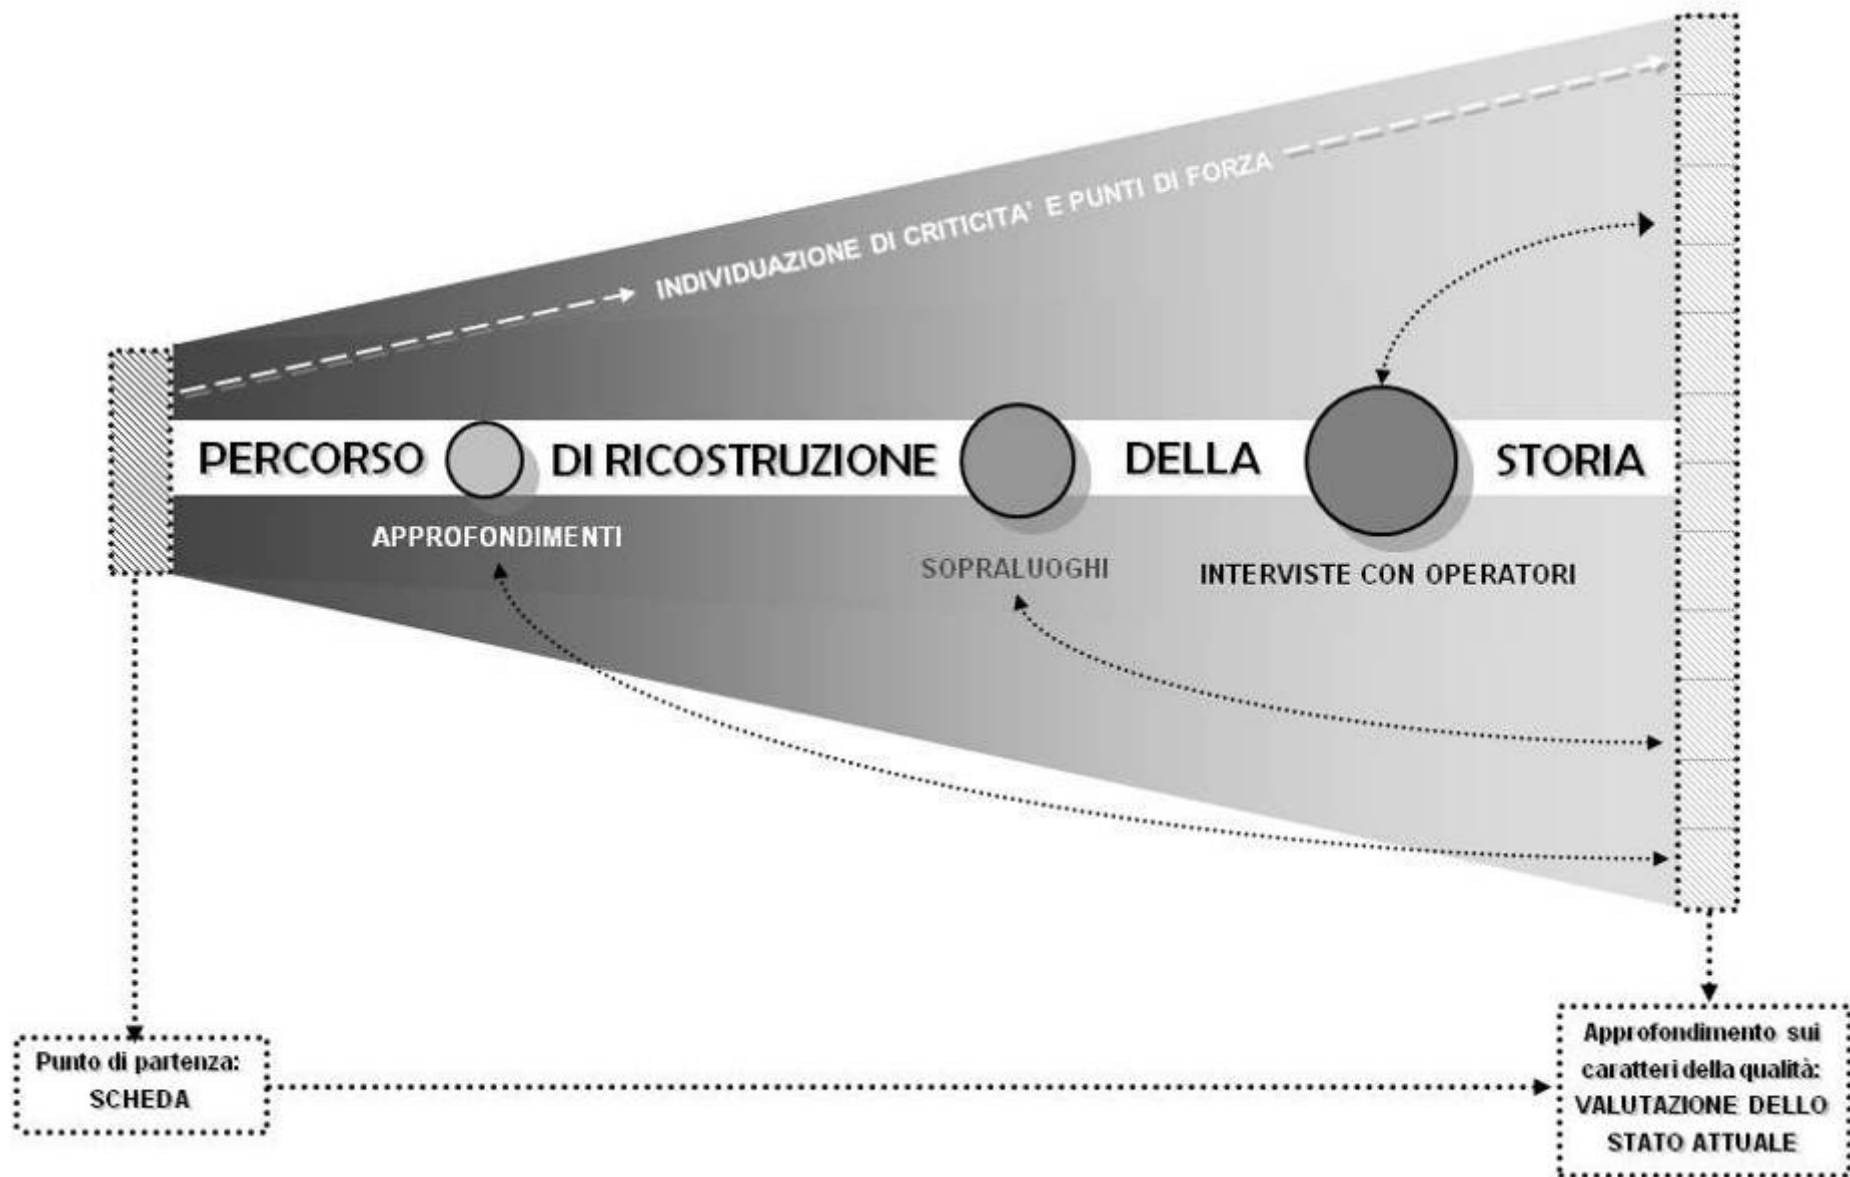 INDIVIDUAZIONE DI CRITICITA' E PUNTI DI FORZA
PERCORSO DI RICOSTRUZIONE DELLA STORIA
APPROFONDIMENTI
SOPRALUOGHI
INTERVISTE CON OPERATORI
Punto di partenza:
SCHEDA
Approfondimento sui
caratteri della qualità:
VALUTAZIONE DELLO
STATO ATTUALE